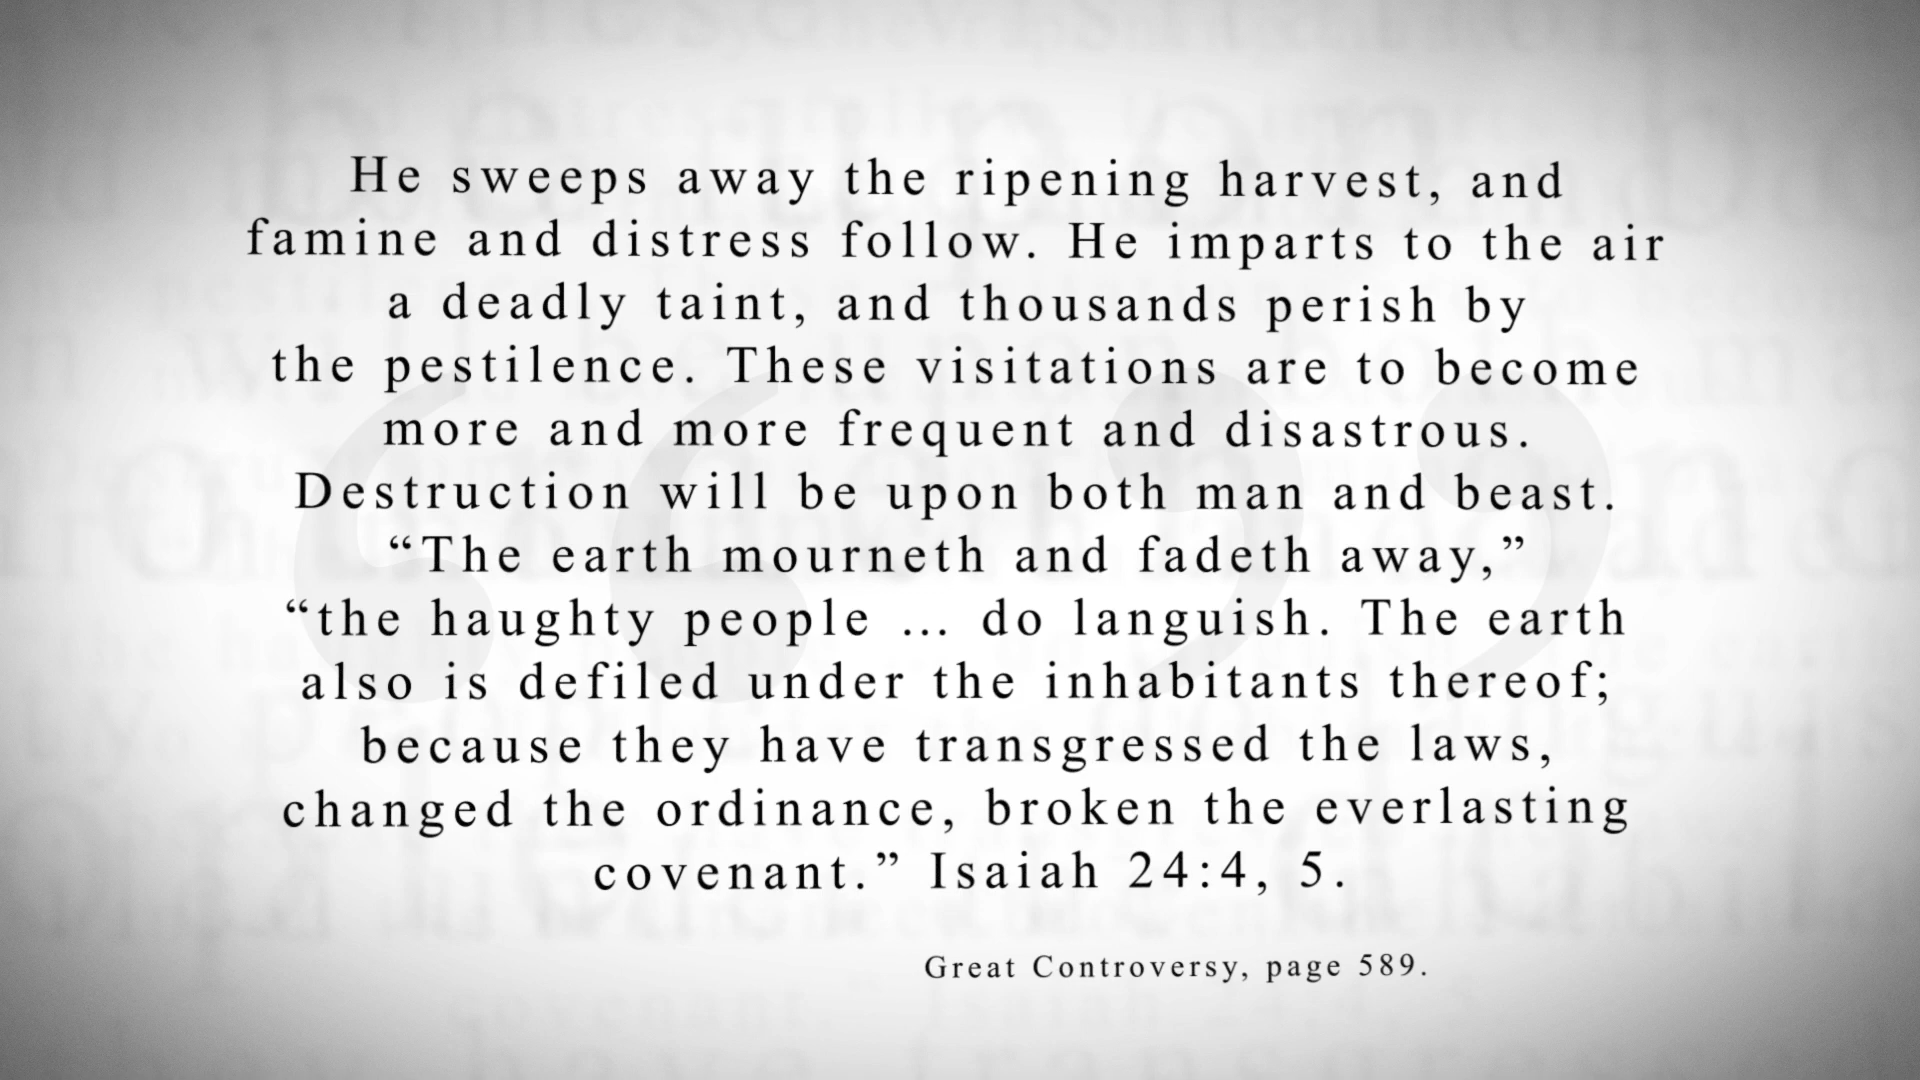 He sweeps away the ripening harvest, and
famine and distress follow. He imparts to the air
a deadly taint, and thousands perish by
the pestilence. These visitations are to become
more and more frequent and disastrous.
Destruction will be upon both man and beast.
“The earth mourneth and fadeth away,”
“the haughty people ... do languish. The earth
also is defiled under the inhabitants thereof;
because they have transgressed the laws,
changed the ordinance, broken the everlasting
covenant.” Isaiah 24:4, 5.
Great Controversy, page 589.